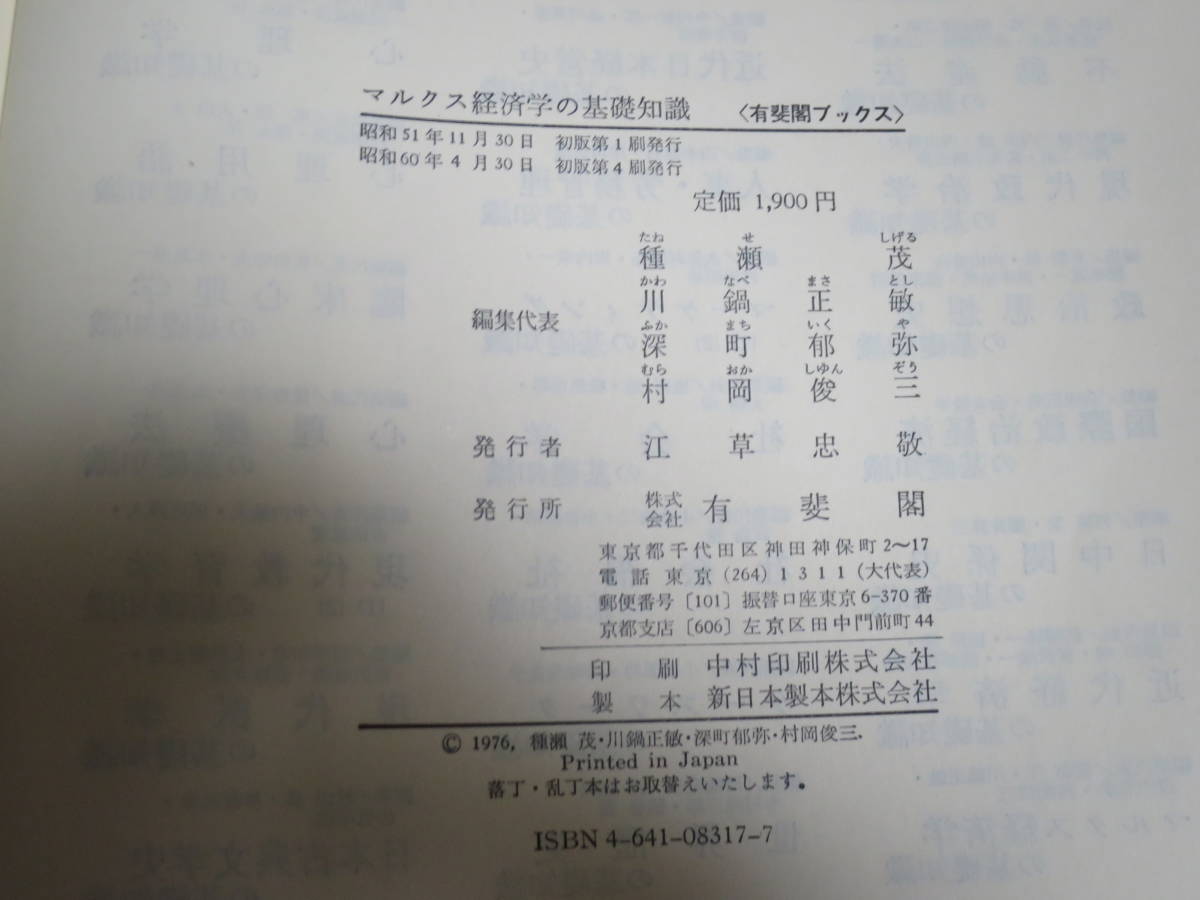 マルクス経済学の基礎知識 〈有斐閣ブックス〉
昭和51年11月30日 初版第1刷発行
昭和60年4月30日 初版第4刷発行
定価 1,900円
たね せ しげる
種瀬茂
かわ なべ まさ とし
川鍋正敏
編集代表
ふか まち いく や
深町郁弥
むら おか しゆん ぞう
村岡俊三
発行者 江草忠敬
発行所 株式会社 有斐閣
東京都千代田区神田神保町2〜17
電話 東京(264)1311(大代表)
郵便番号〔101〕振替口座東京6-370番
京都支店〔606〕左京区田中門前町44
印刷 中村印刷株式会社
製本 新日本製本株式会社
© 1976, 種瀬 茂・川鍋正敏・深町郁弥・村岡俊三.
Printed in Japan
落丁・乱丁本はお取替えいたします。
ISBN 4-641-08317-7